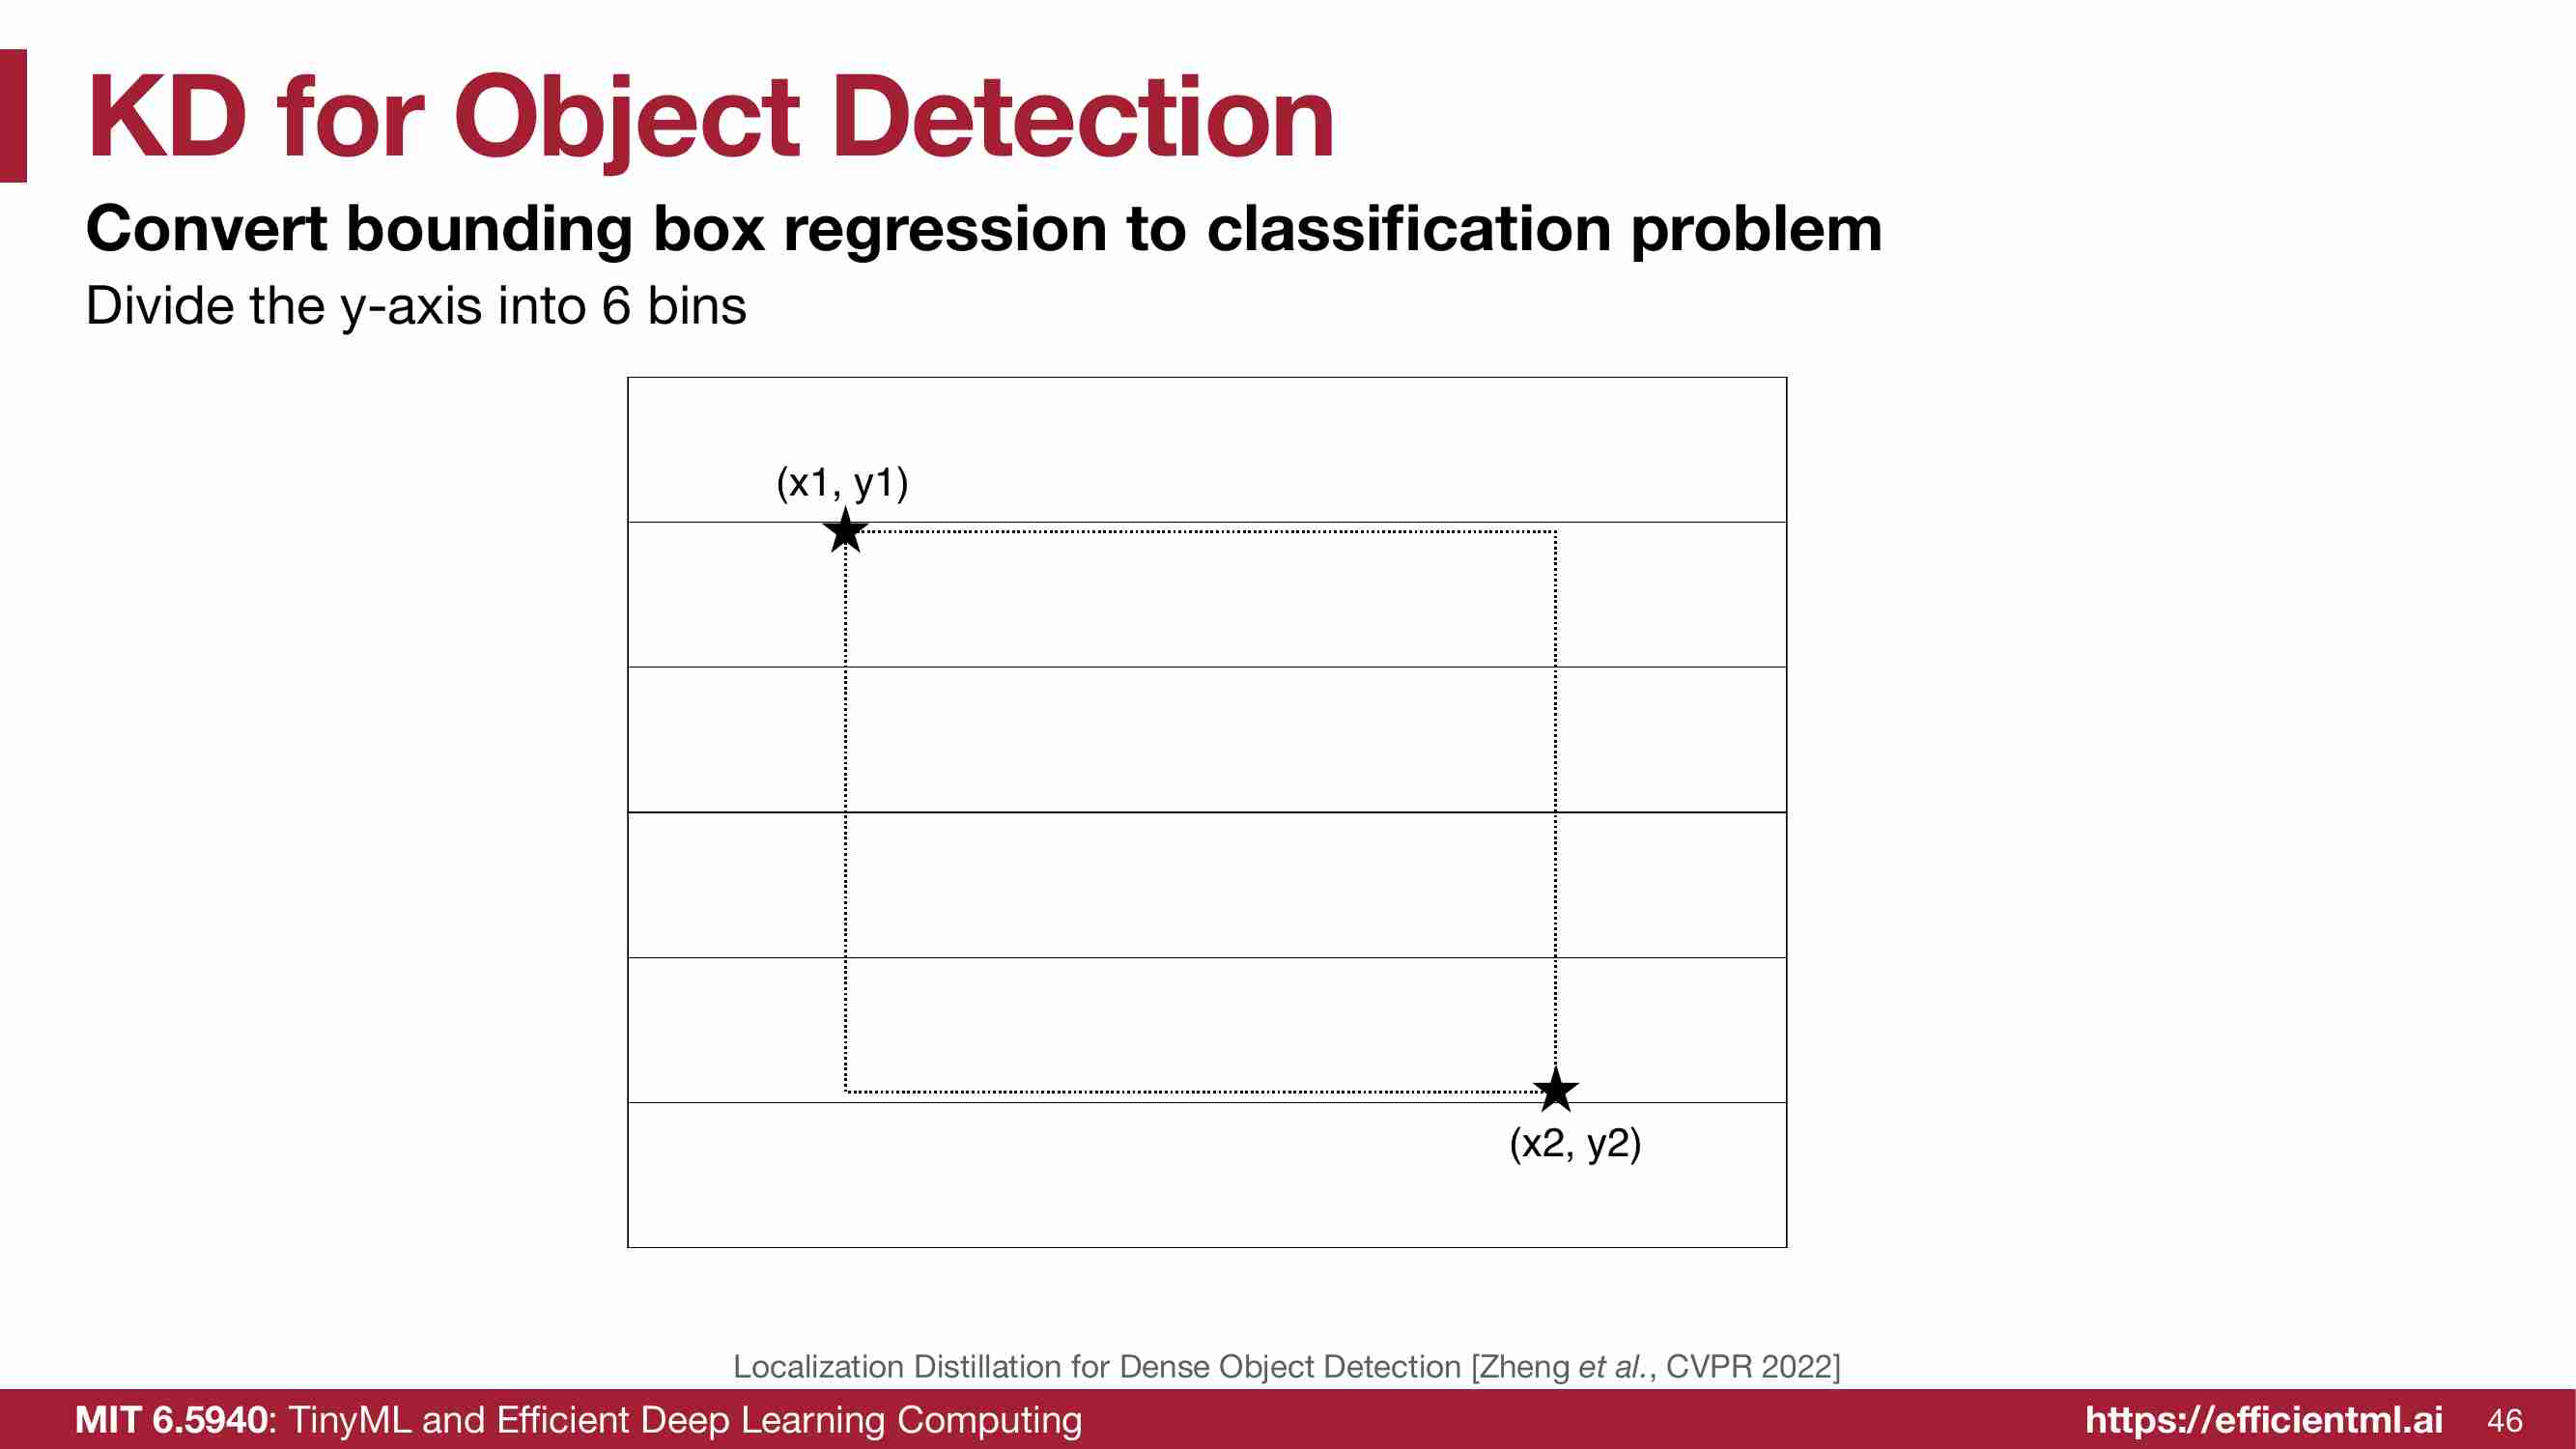 KD for Object Detection
Convert bounding box regression to classification problem
Divide the y-axis into 6 bins
(x1, y1)
(x2, y2)
Localization Distillation for Dense Object Detection [Zheng et al., CVPR 2022]
MIT 6.5940: TinyML and Efficient Deep Learning Computing
https://efficientml.ai 46